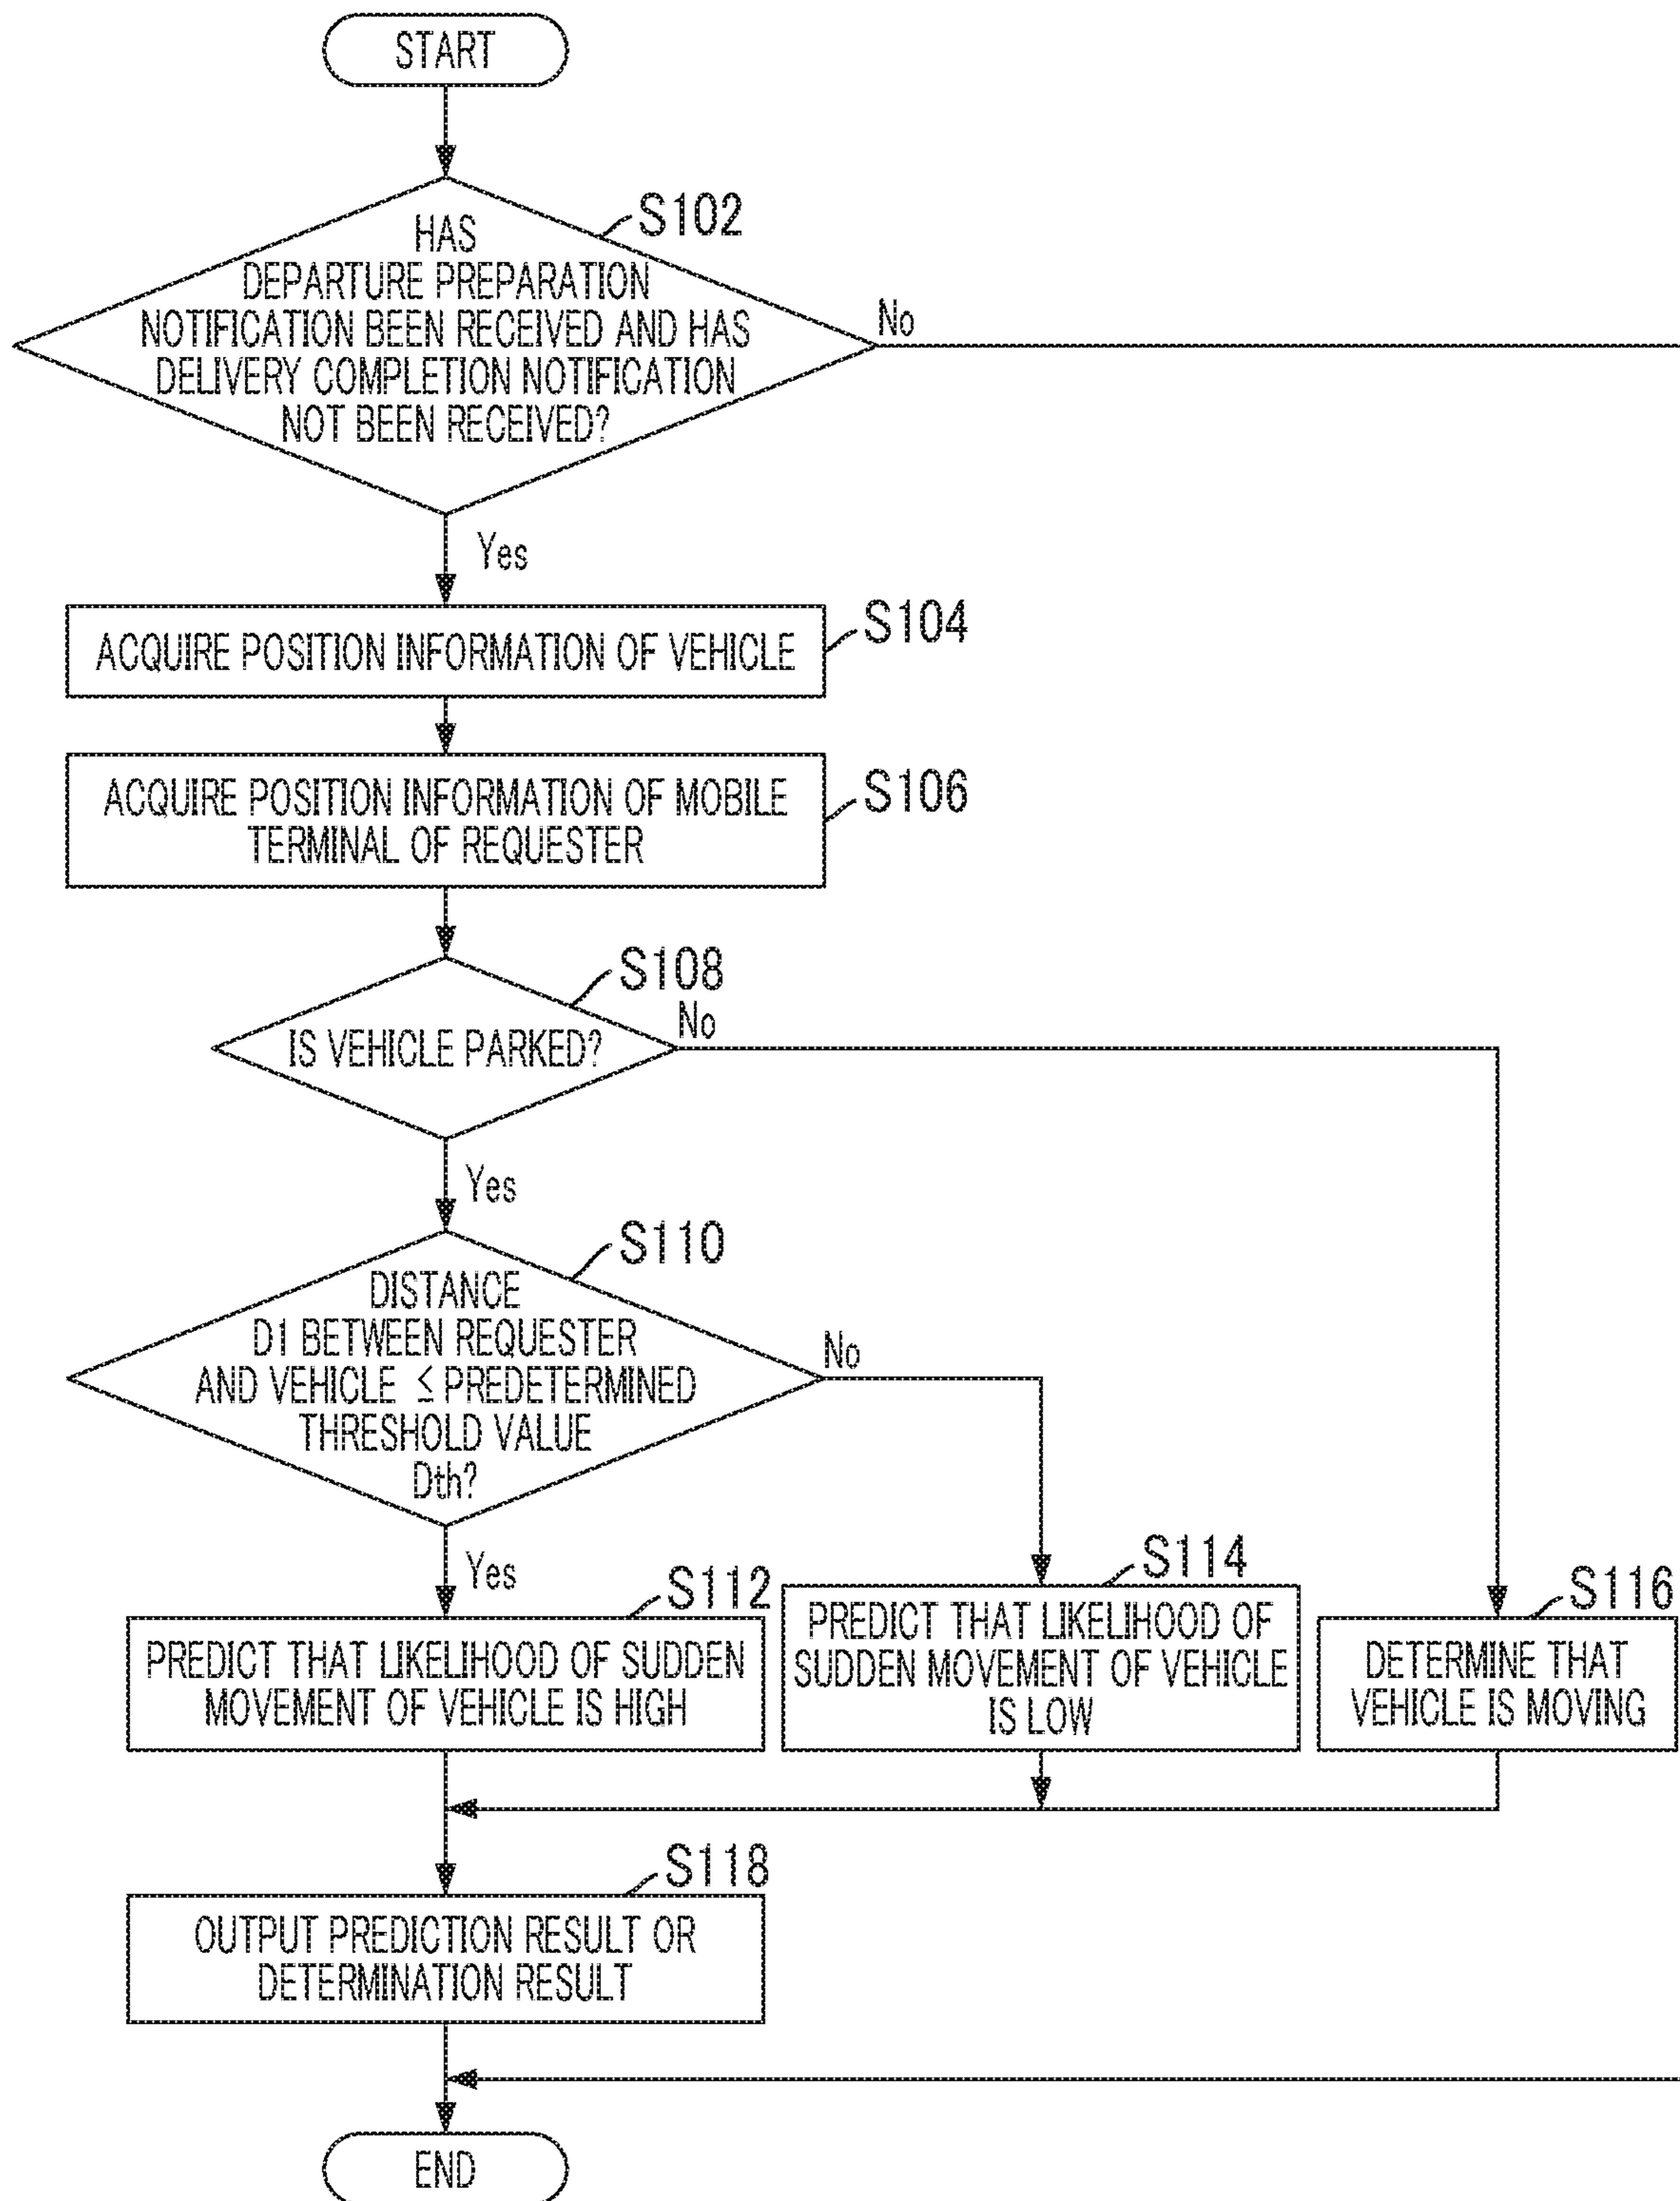 START
S102
HAS
DEPARTURE PREPARATION
NOTIFICATION BEEN RECEIVED AND HAS
DELIVERY COMPLETION NOTIFICATION
NOT BEEN RECEIVED?
No
Yes
S104
ACQUIRE POSITION INFORMATION OF VEHICLE
S106
ACQUIRE POSITION INFORMATION OF MOBILE
TERMINAL OF REQUESTER
S108
IS VEHICLE PARKED?
No
Yes
S110
DISTANCE
D1 BETWEEN REQUESTER
AND VEHICLE ≤ PREDETERMINED
THRESHOLD VALUE
Dth?
No
Yes
S112
PREDICT THAT LIKELIHOOD OF SUDDEN
MOVEMENT OF VEHICLE IS HIGH
S114
PREDICT THAT LIKELIHOOD OF
SUDDEN MOVEMENT OF VEHICLE
IS LOW
S116
DETERMINE THAT
VEHICLE IS MOVING
S118
OUTPUT PREDICTION RESULT OR
DETERMINATION RESULT
END